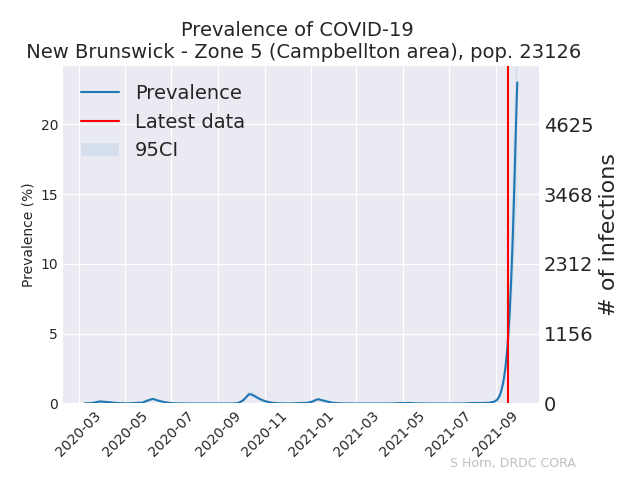 Prevalence of COVID-19
New Brunswick - Zone 5 (Campbellton area), pop. 23126
Prevalence
Latest data
95CI
20
15
10
5
0
Prevalence (%)
4625
3468
2312
1156
0
# of infections
2020-03
2020-05
2020-07
2020-09
2020-11
2021-01
2021-03
2021-05
2021-07
2021-09
S Horn, DRDC CORA